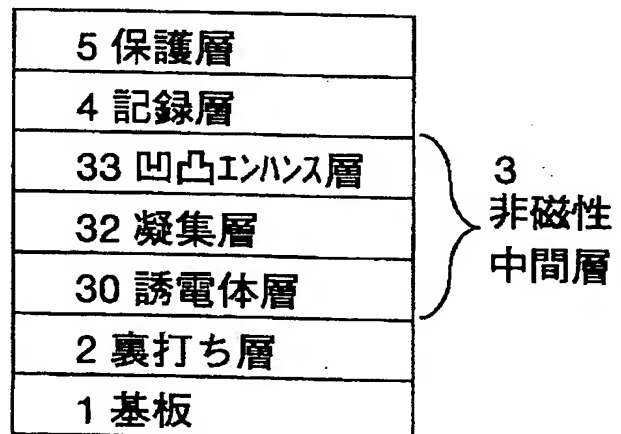 5 保護層
4 記録層
33 凹凸エンハンス層
32 凝集層
30 誘電体層
2 裏打ち層
1 基板
3
非磁性
中間層